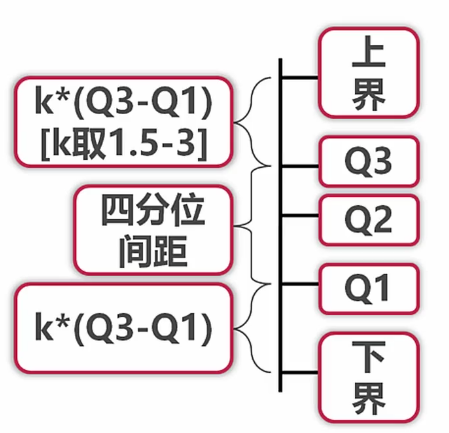 上
界
k*(Q3-Q1)
[k取1.5-3]
Q3
四分位
间距
Q2
Q1
k*(Q3-Q1)
下
界